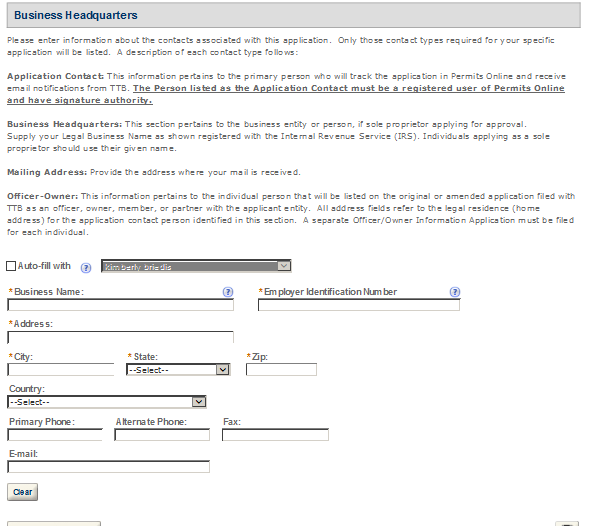 Business Headquarters
Please enter information about the contacts associated with this application. Only those contact types required for your specific
application will be listed. A description of each contact type follows:
Application Contact: This information pertains to the primary person who will track the application in Permits Online and receive
email notifications from TTB. The Person listed as the Application Contact must be a registered user of Permits Online
and have signature authority.
Business Headquarters: This section pertains to the business entity or person, if sole proprietor applying for approval.
Supply your Legal Business Name as shown registered with the Internal Revenue Service (IRS). Individuals applying as a sole
proprietor should use their given name.
Mailing Address: Provide the address where your mail is received.
Officer-Owner: This information pertains to the individual person that will be listed on the original or amended application filed with
TTB as an officer, owner, member, or partner with the applicant entity. All address fields refer to the legal residence (home
address) for the application contact person identified in this section. A separate Officer/Owner Information Application must be filed
for each individual.
Auto-fill with ? kimberly briedis
*Business Name: ? *Employer Identification Number ?
*Address:
*City: *State: *Zip:
--Select--
Country:
--Select--
Primary Phone: Alternate Phone: Fax:
E-mail:
Clear